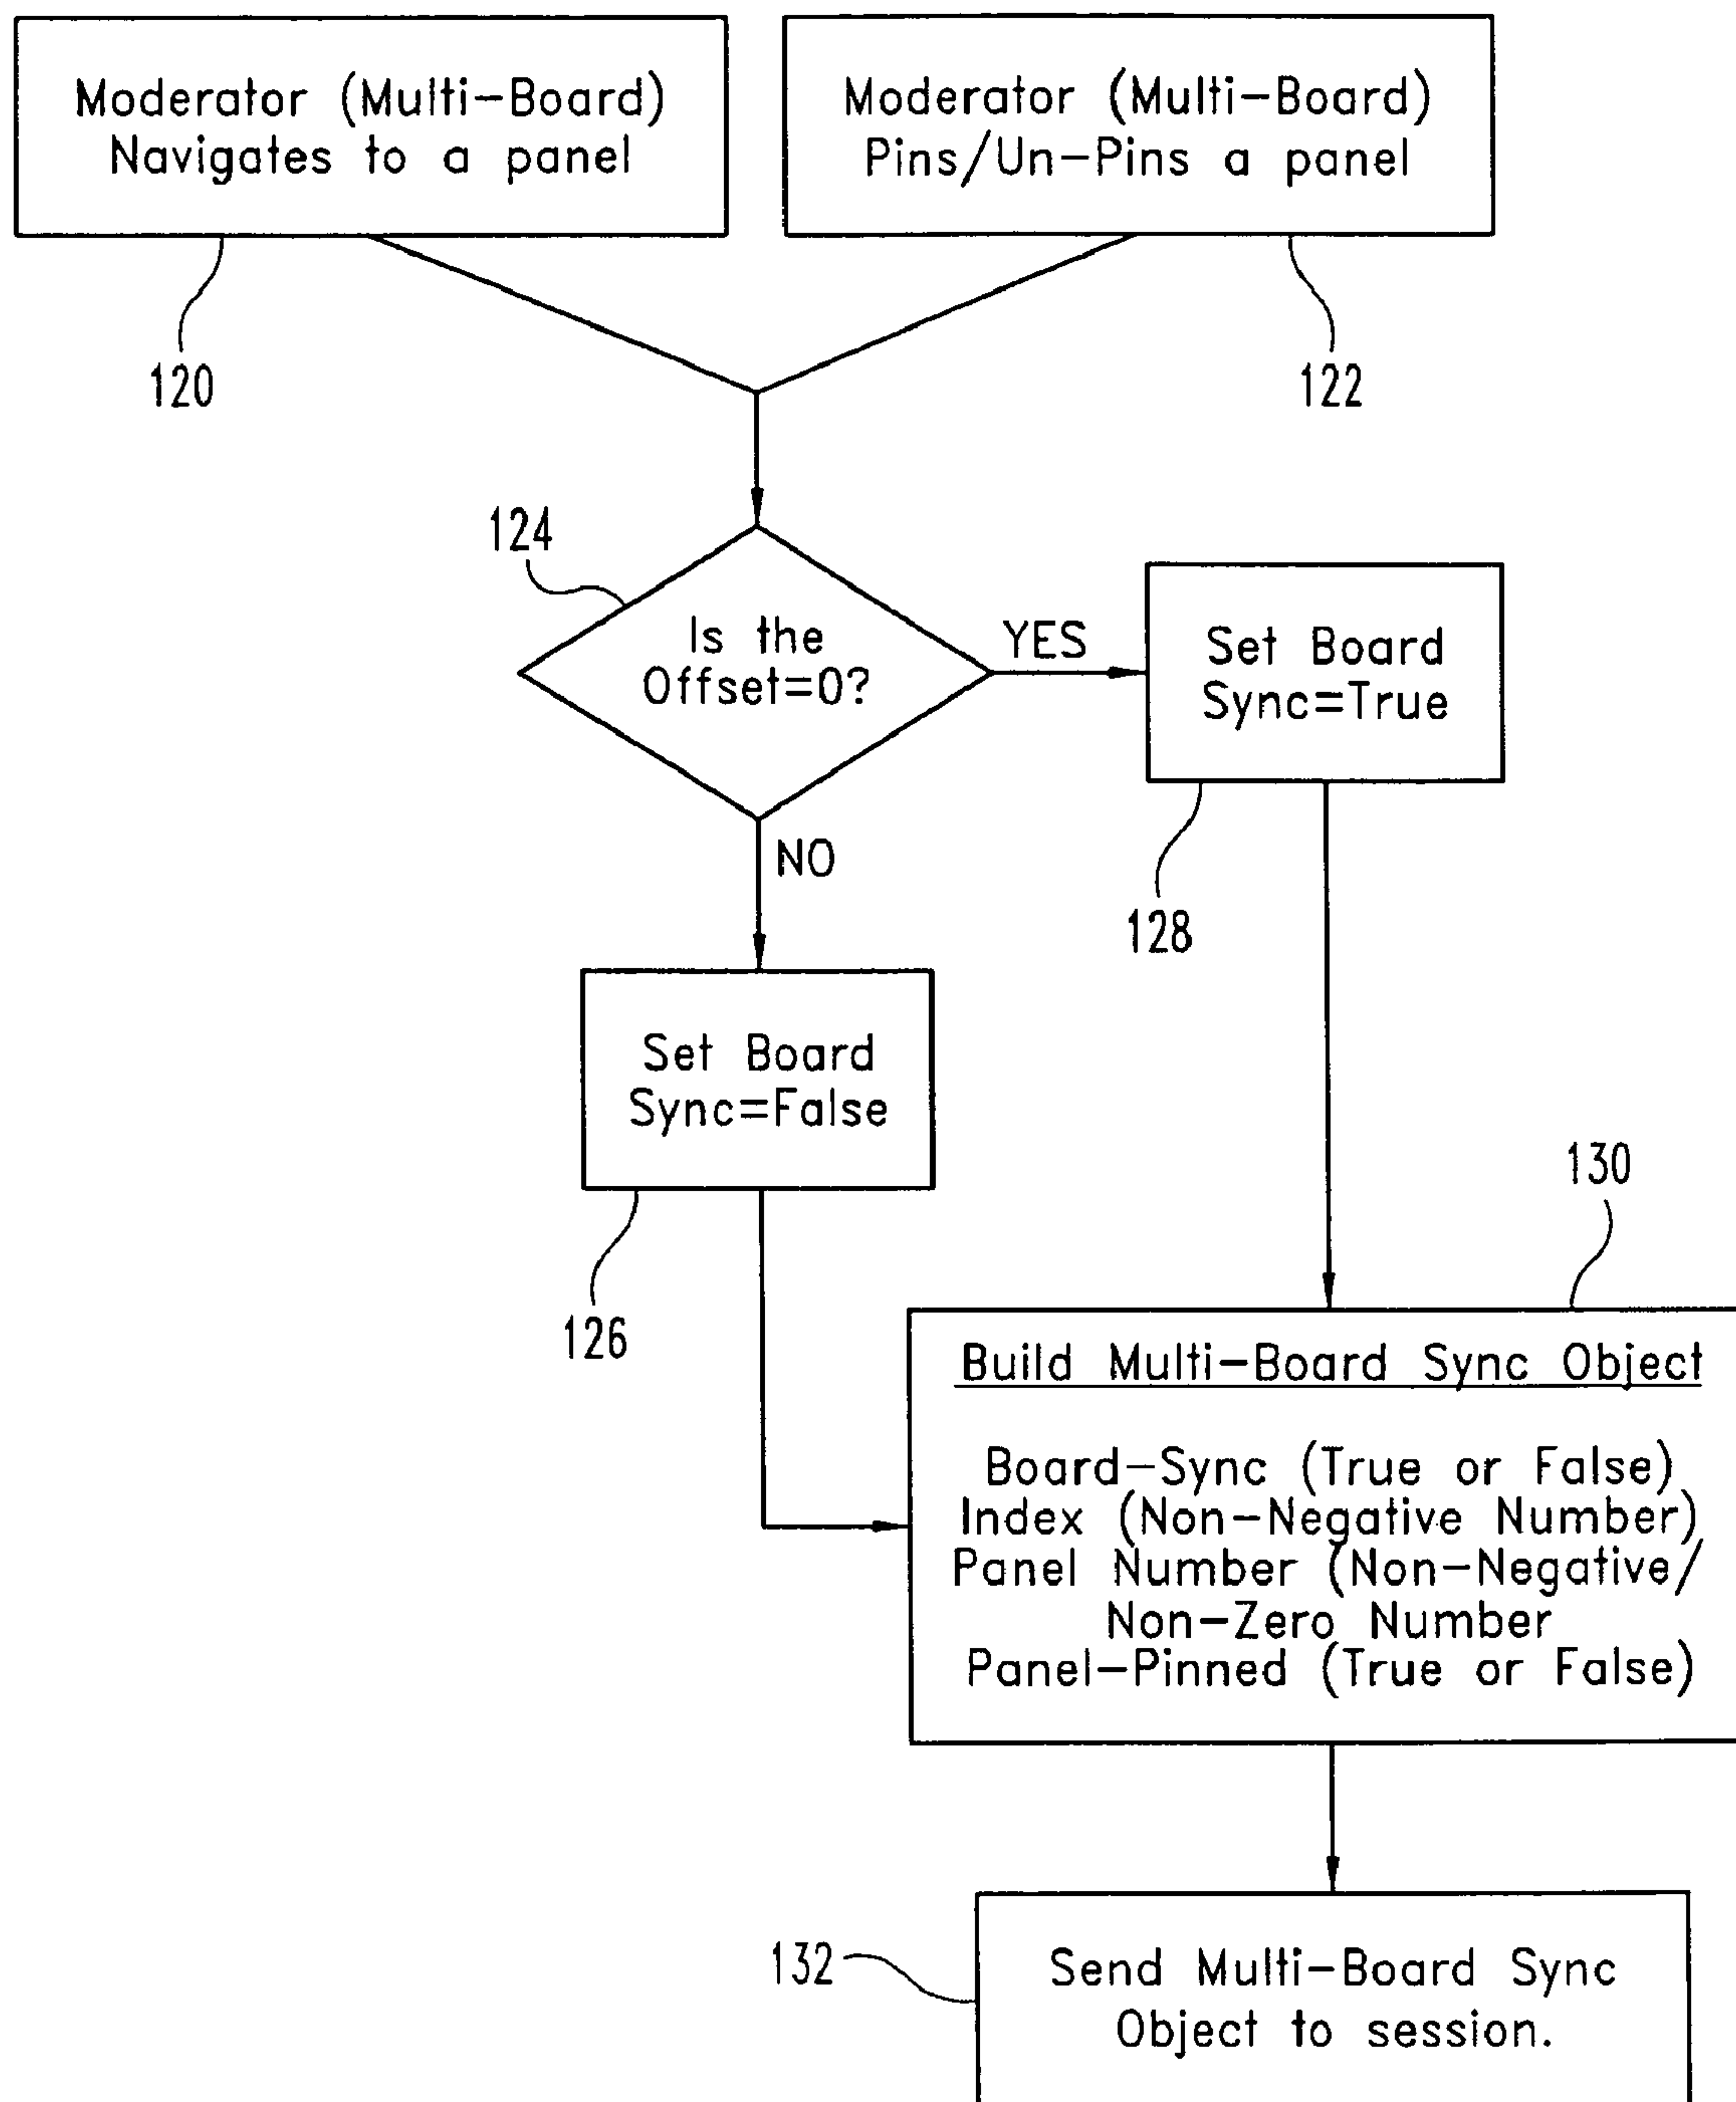 Moderator (Multi-Board)
Navigates to a panel
Moderator (Multi-Board)
Pins/Un-Pins a panel
120
122
124
Is the
Offset=0?
YES
Set Board
Sync=True
NO
128
Set Board
Sync=False
126
130
Build Multi-Board Sync Object
Board-Sync (True or False)
Index (Non-Negative Number)
Panel Number (Non-Negative/
Non-Zero Number
Panel-Pinned (True or False)
132
Send Multi-Board Sync
Object to session.